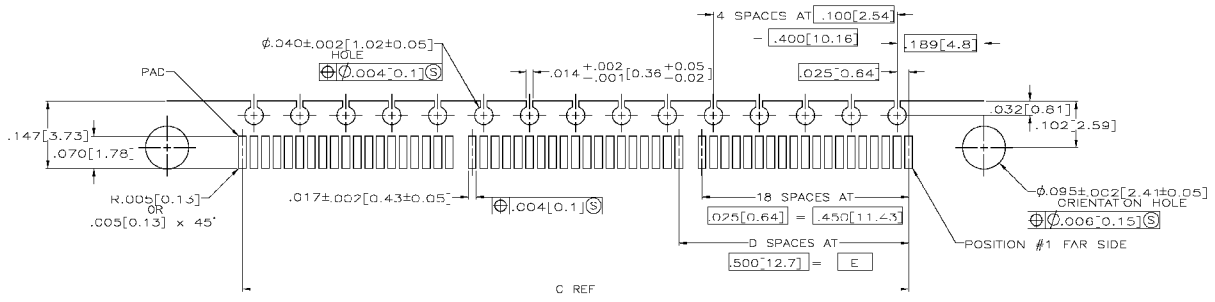 4 SPACES AT .100[2.54]
= .400[10.16]
.189[4.8]
Ø.040±.002[1.02±0.05]
HOLE
⌖ Ø.004[0.1] Ⓢ
.014 +.002 -.001 [0.36 +0.05 -0.02]
.025[0.64]
PAD
.032[0.81]
.102[2.59]
.147[3.73]
.070[1.78]
R.005[0.13]
OR
.005[0.13] x 45°
.017±.002[0.43±0.05]
⌖ .004[0.1] Ⓢ
18 SPACES AT
.025[0.64] = .450[11.43]
Ø.095±.002[2.41±0.05]
ORIENTATION HOLE
⌖ Ø.006[0.15] Ⓢ
D SPACES AT
.500[12.7] = E
POSITION #1 FAR SIDE
C REF